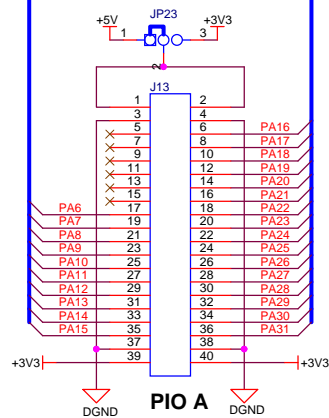 JP23
+5V +3V3
1 3
2
J13
1 2
3 4
5 6 PA16
7 8 PA17
9 10 PA18
11 12 PA19
13 14 PA20
15 16 PA21
PA6 17 18 PA22
PA7 19 20 PA23
PA8 21 22 PA24
PA9 23 24 PA25
PA10 25 26 PA26
PA11 27 28 PA27
PA12 29 30 PA28
PA13 31 32 PA29
PA14 33 34 PA30
PA15 35 36 PA31
37 38
+3V3 39 40 +3V3
PIO A
DGND DGND